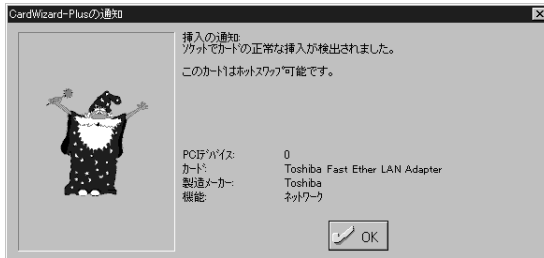 CardWizard-Plusの通知
挿入の通知:
ソケットでカードの正常な挿入が検出されました。
このカードはホットスワップ可能です。
PCIデバイス: 0
カード: Toshiba Fast Ether LAN Adapter
製造メーカー: Toshiba
機能: ネットワーク
OK